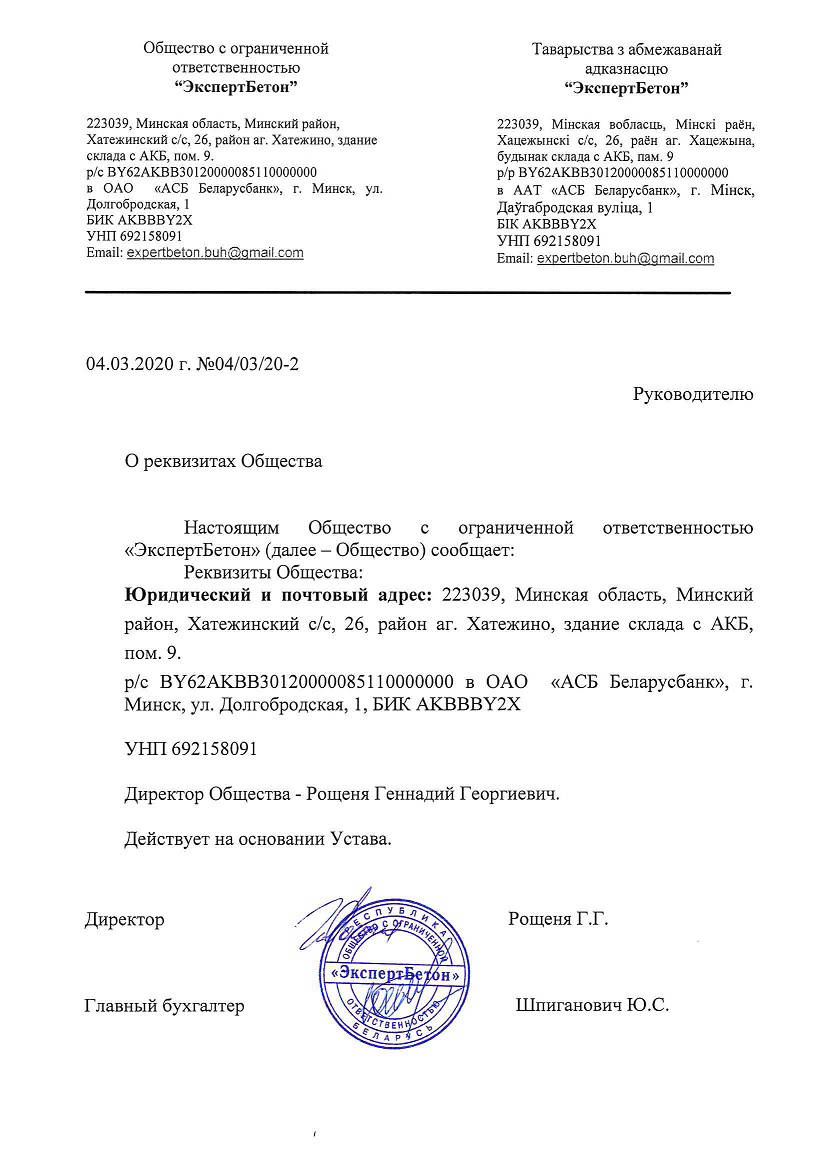 Общество с ограниченной
ответственностью
“ЭкспертБетон”
223039, Минская область, Минский район,
Хатежинский с/с, 26, район аг. Хатежино, здание
склада с АКБ, пом. 9.
р/с BY62AKBB30120000085110000000
в ОАО «АСБ Беларусбанк», г. Минск, ул.
Долгобродская, 1
БИК AKBBBY2X
УНП 692158091
Email: expertbeton.buh@gmail.com
Таварыства з абмежаванай
адказнасцю
“ЭкспертБетон”
223039, Мінская вобласць, Мінскі раён,
Хацежынскі с/с, 26, раён аг. Хацежына,
будынак склада с АКБ, пам. 9
р/р BY62AKBB30120000085110000000
в ААТ «АСБ Беларусбанк», г. Мінск,
Даўгабродская вуліца, 1
БІК AKBBBY2X
УНП 692158091
Email: expertbeton.buh@gmail.com
04.03.2020 г. №04/03/20-2
Руководителю
О реквизитах Общества
Настоящим Общество с ограниченной ответственностью
«ЭкспертБетон» (далее – Общество) сообщает:
Реквизиты Общества:
Юридический и почтовый адрес: 223039, Минская область, Минский
район, Хатежинский с/с, 26, район аг. Хатежино, здание склада с АКБ,
пом. 9.
р/с BY62AKBB30120000085110000000 в ОАО «АСБ Беларусбанк», г.
Минск, ул. Долгобродская, 1, БИК AKBBBY2X
УНП 692158091
Директор Общества - Рощеня Геннадий Георгиевич.
Действует на основании Устава.
Директор
Рощеня Г.Г.
РЕСПУБЛИКА
ОБЩЕСТВО С ОГРАНИЧЕННОЙ
«ЭкспертБетон»
ОТВЕТСТВЕННОСТЬЮ
БЕЛАРУСЬ
Главный бухгалтер
Шпиганович Ю.С.